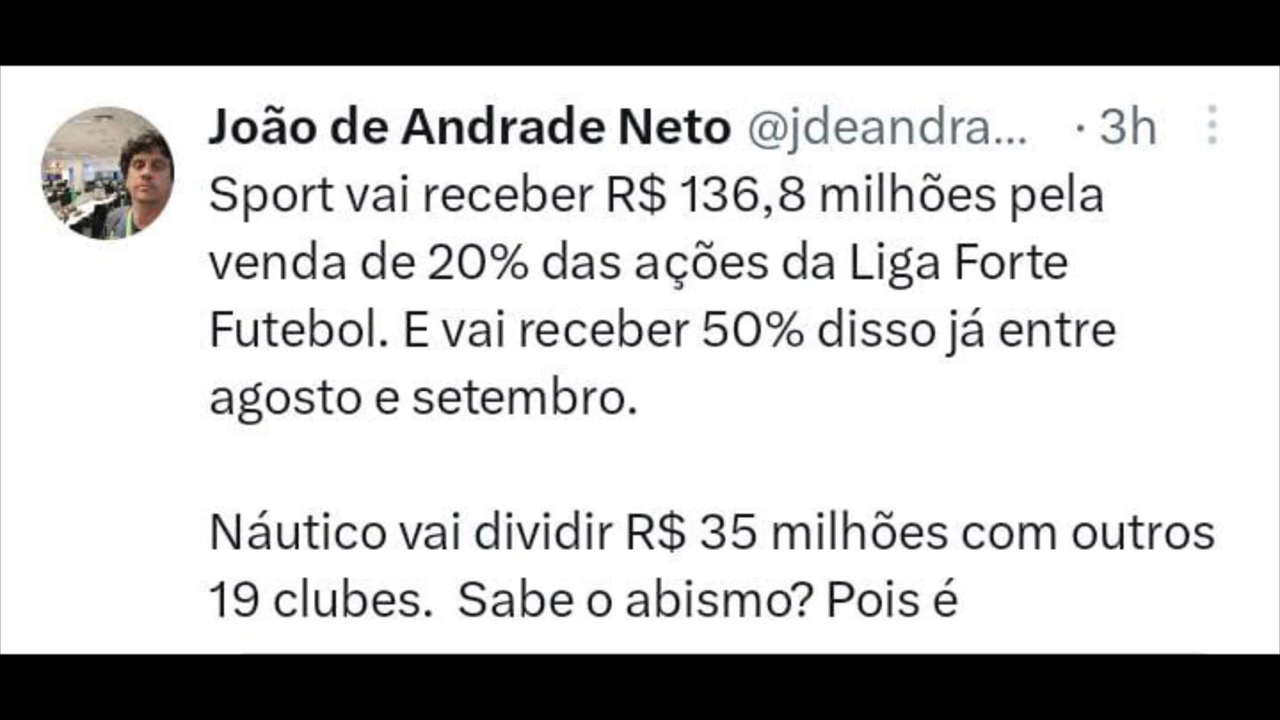 João de Andrade Neto @jdeandra... · 3h
Sport vai receber R$ 136,8 milhões pela
venda de 20% das ações da Liga Forte
Futebol. E vai receber 50% disso já entre
agosto e setembro.
Náutico vai dividir R$ 35 milhões com outros
19 clubes.  Sabe o abismo? Pois é